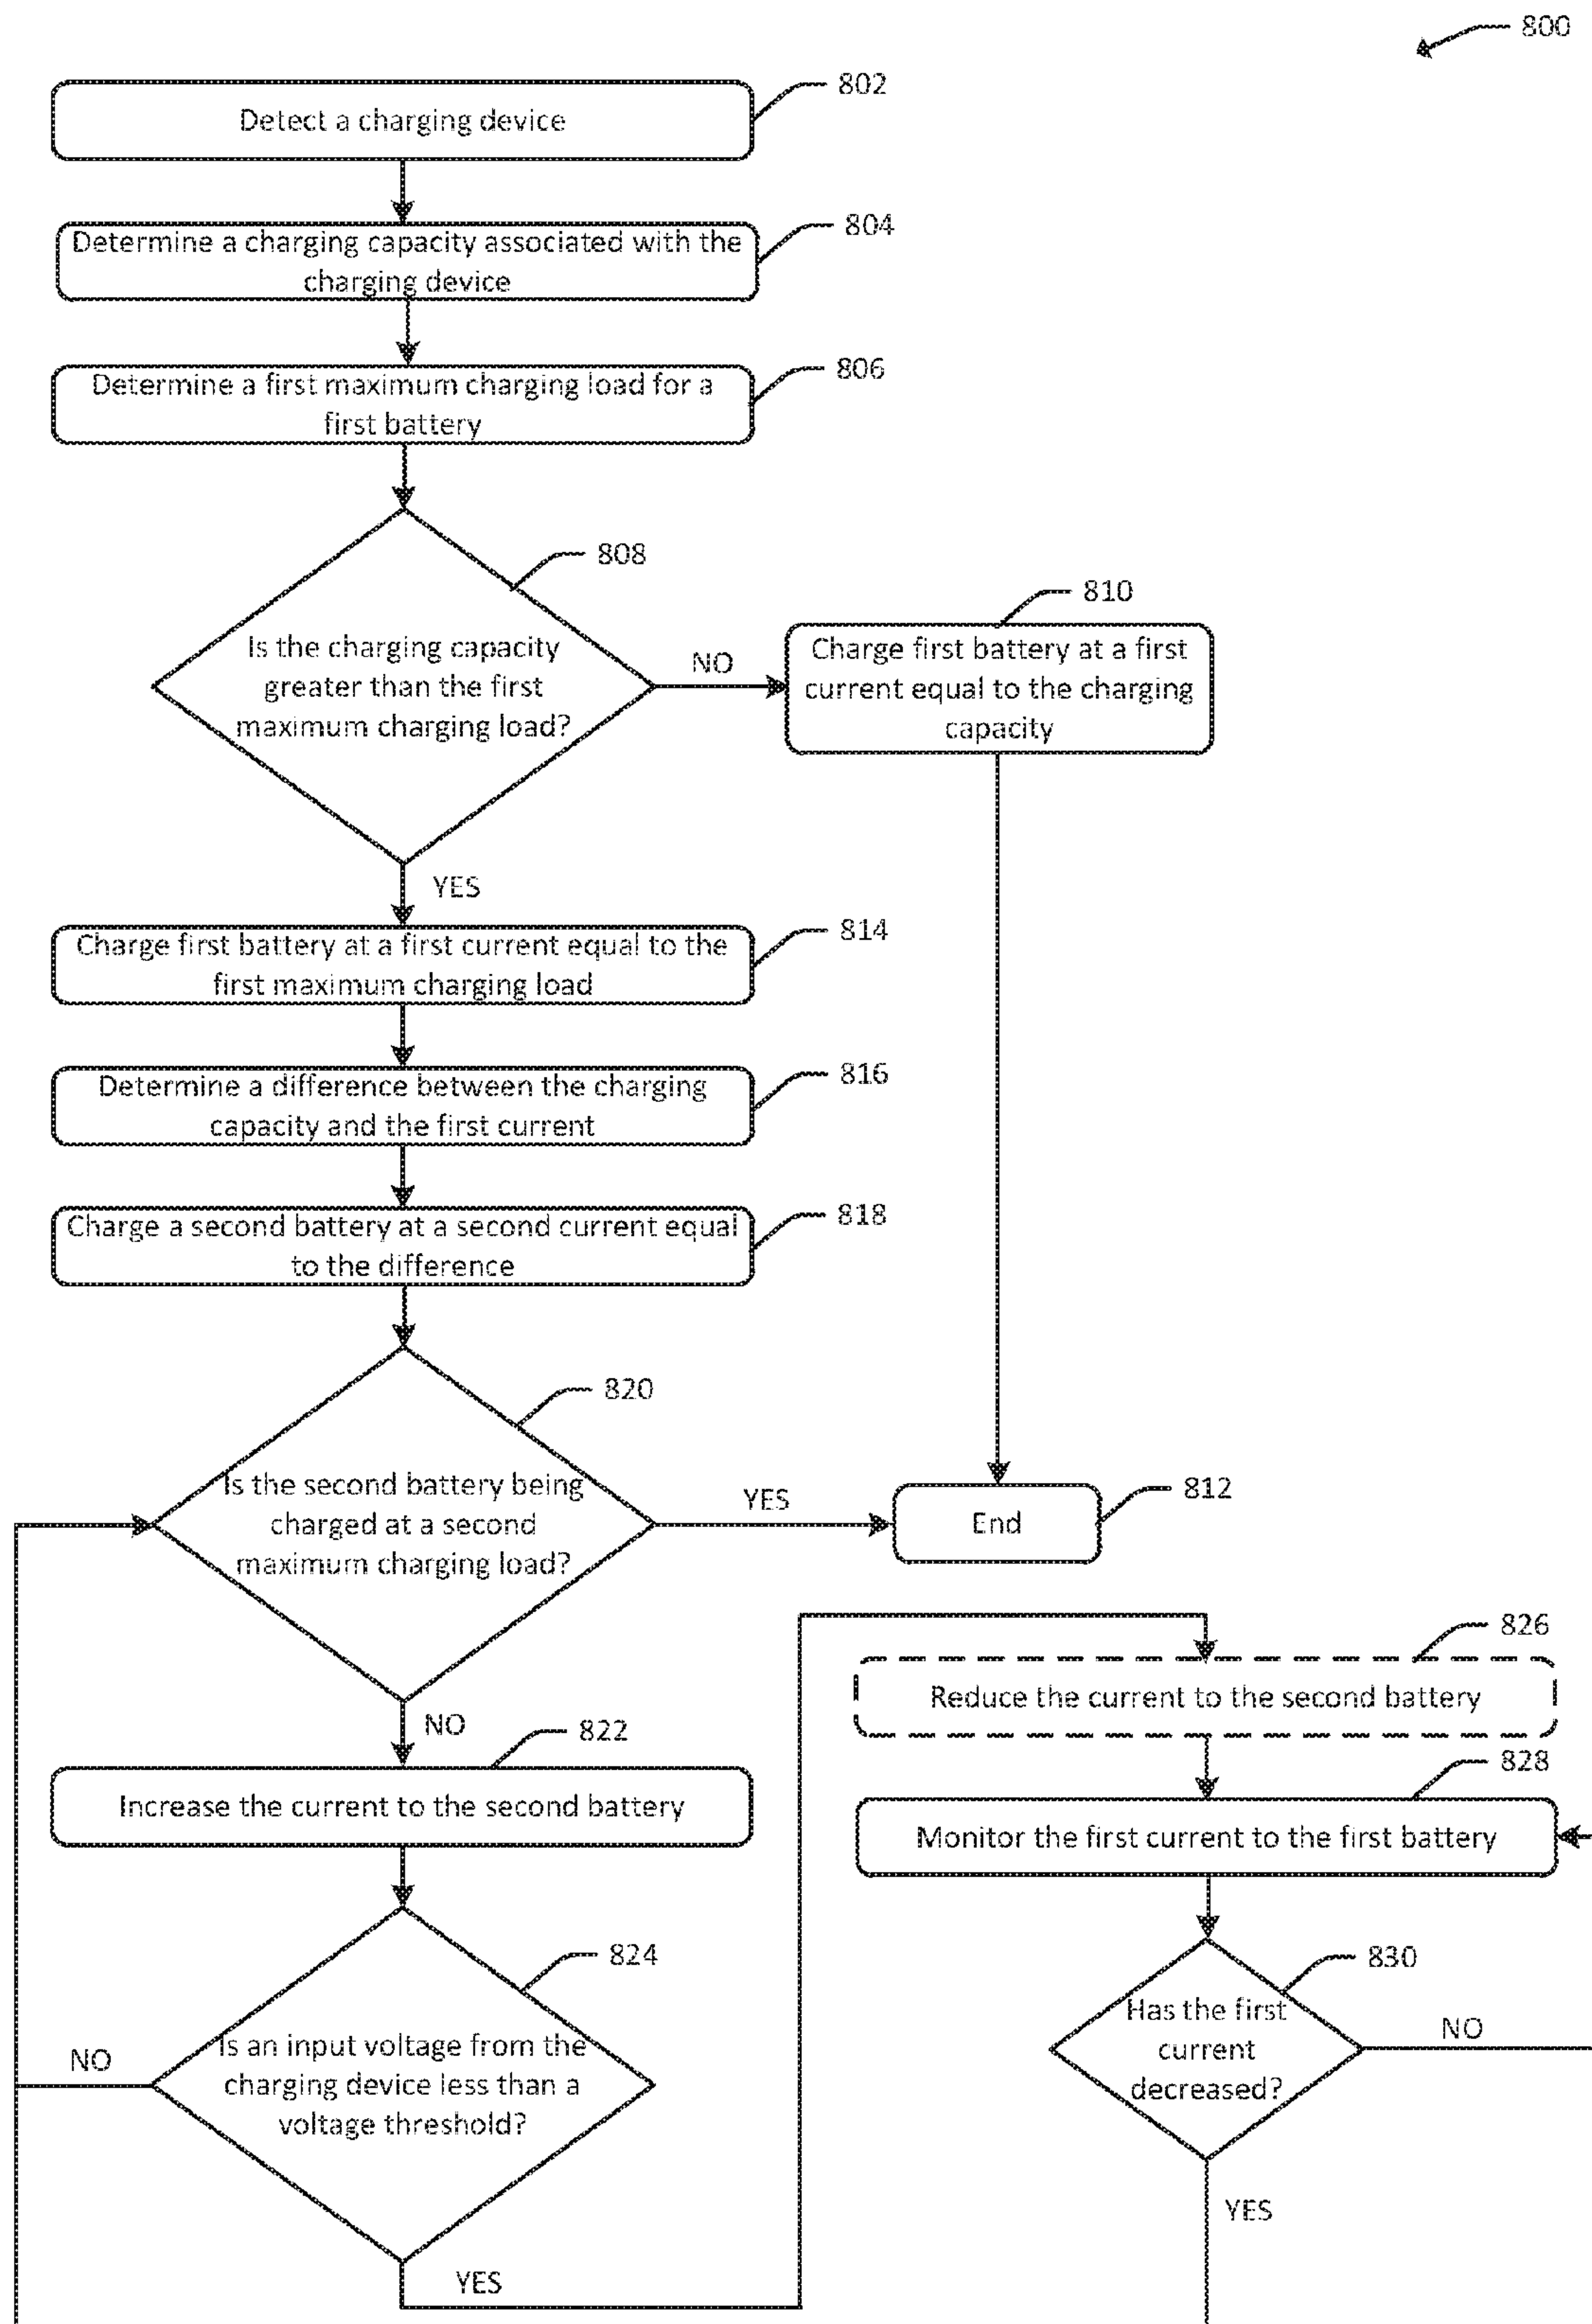 800
802
Detect a charging device
804
Determine a charging capacity associated with the
charging device
806
Determine a first maximum charging load for a
first battery
808
Is the charging capacity
greater than the first
maximum charging load?
NO
810
Charge first battery at a first
current equal to the charging
capacity
YES
814
Charge first battery at a first current equal to the
first maximum charging load
816
Determine a difference between the charging
capacity and the first current
818
Charge a second battery at a second current equal
to the difference
820
Is the second battery being
charged at a second
maximum charging load?
YES
812
End
NO
822
Increase the current to the second battery
824
Is an input voltage from the
charging device less than a
voltage threshold?
NO
YES
826
Reduce the current to the second battery
828
Monitor the first current to the first battery
830
Has the first
current
decreased?
NO
YES